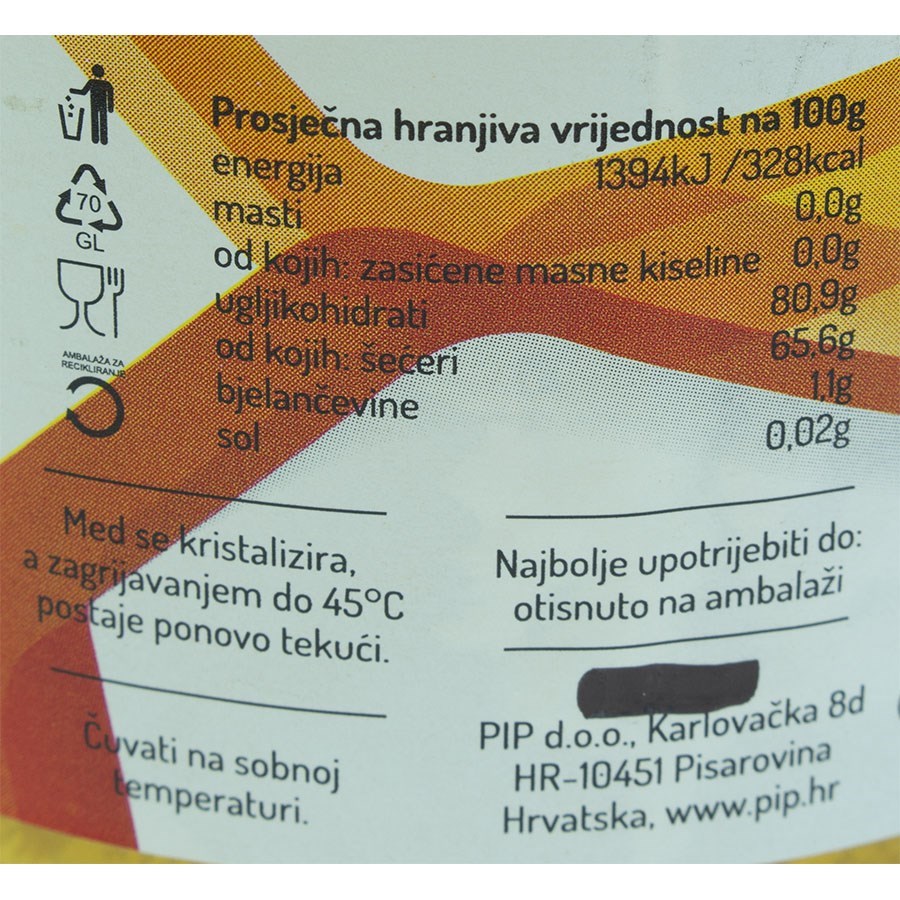 Prosječna hranjiva vrijednost na 100g
energija 1394kJ /328kcal
masti 0,0g
od kojih: zasićene masne kiseline 0,0g
ugljikohidrati 80,9g
od kojih: šećeri 65,6g
bjelančevine 1,1g
sol 0,02g
70
GL
AMBALAŽA ZA
RECIKLIRANJE
Med se kristalizira,
a zagrijavanjem do 45°C
postaje ponovo tekući.
Čuvati na sobnoj
temperaturi.
Najbolje upotrijebiti do:
otisnuto na ambalaži
PIP d.o.o., Karlovačka 8d
HR-10451 Pisarovina
Hrvatska, www.pip.hr